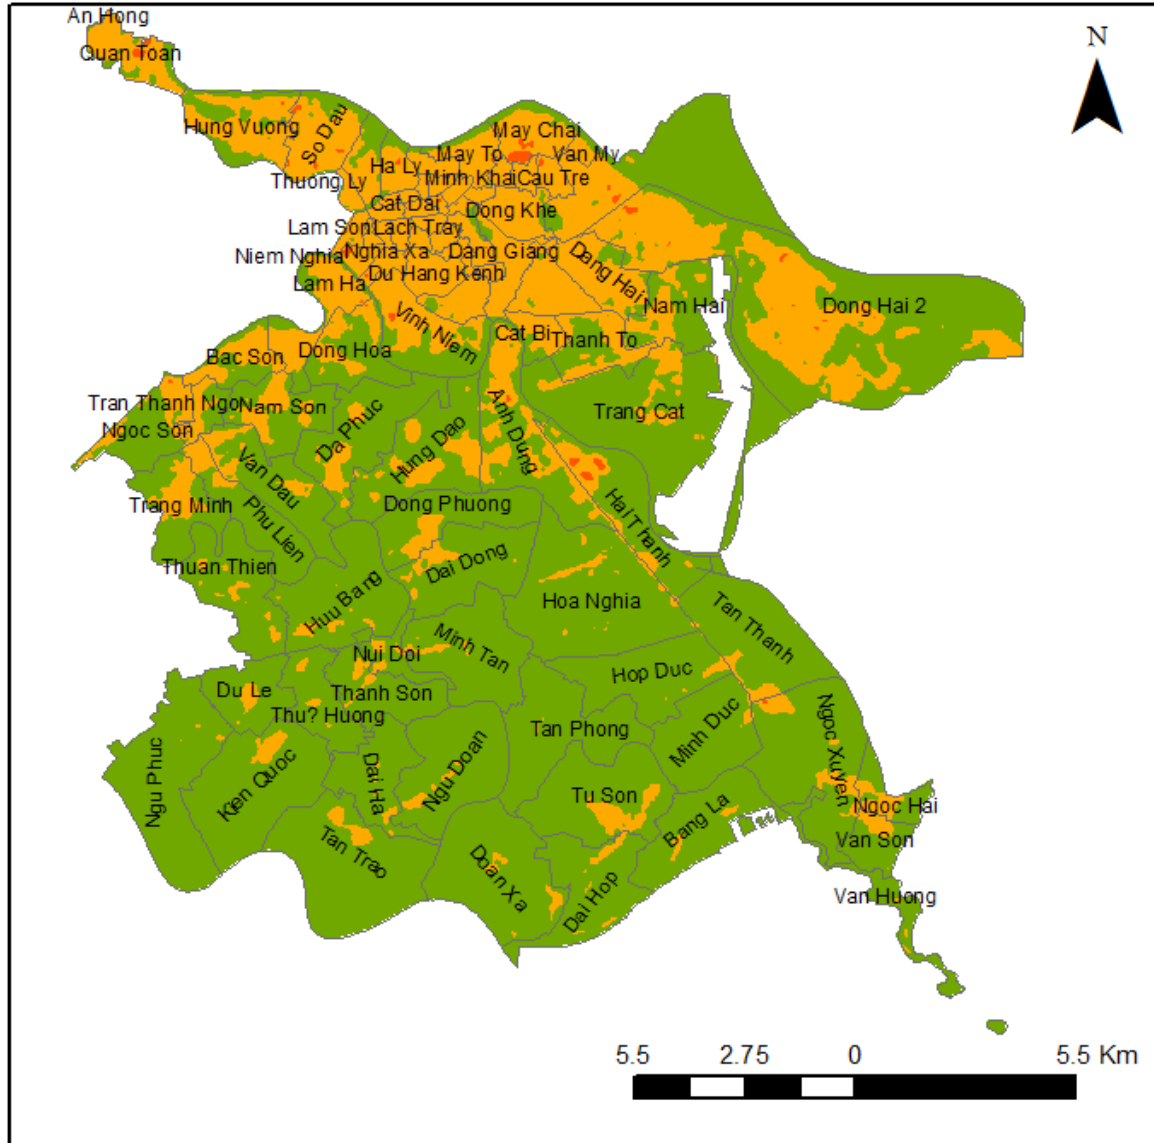 An Hong
N
Quan Toan
Hung Vuong
So Dau
May Chai
Ha Ly
May To
Van My
Thuong Ly
Minh Khai
Cau Tre
Cat Dai
Dong Khe
Lam Son
Lach Tray
Niem Nghia
Nghia Xa
Dang Giang
Dang Hai
Du Hang Kenh
Lam Ha
Nam Hai
Dong Hai 2
Vinh Niem
Cat Bi
Thanh To
Bac Son
Dong Hoa
Tran Thanh Ngo
Nam Son
Trang Cat
Ngoc Son
Da Phuc
Hung Dao
Anh Dung
Van Dau
Trang Minh
Dong Phuong
Phu Lien
Hai Thanh
Thuan Thien
Dai Dong
Huu Bang
Hoa Nghia
Tan Thanh
Nui Doi
Minh Tan
Hop Duc
Du Le
Thanh Son
Thu? Huong
Tan Phong
Minh Duc
Ngoc Xuyen
Ngu Phuc
Kien Quoc
Dai Ha
Ngu Doan
Tu Son
Bang La
Ngoc Hai
Van Son
Tan Trao
Doan Xa
Dai Hop
Van Huong
5.5 2.75 0 5.5 Km